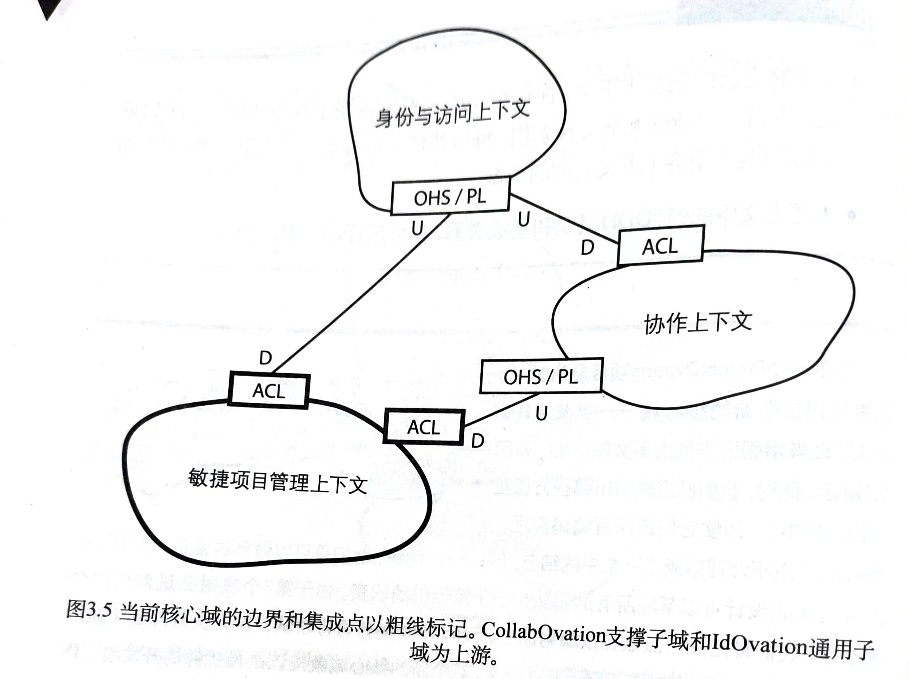 身份与访问上下文
OHS / PL
U
U
D
ACL
协作上下文
D
OHS / PL
ACL
U
ACL
D
敏捷项目管理上下文
图3.5 当前核心域的边界和集成点以粗线标记。CollabOvation支撑子域和IdOvation通用子
域为上游。